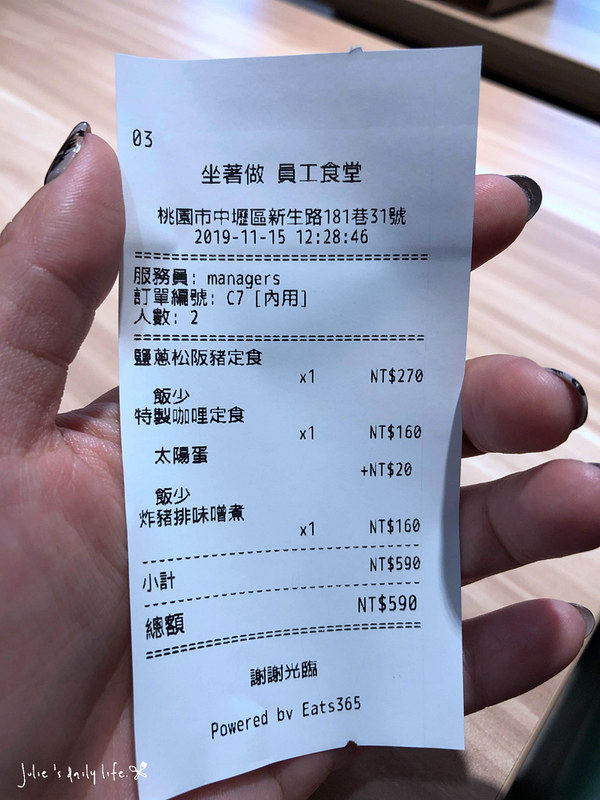 03
坐著做 員工食堂
桃園市中壢區新生路181巷31號
2019-11-15 12:28:46
服務員: managers
訂單編號: C7 [內用]
人數: 2
鹽蔥松阪豬定食
x1 NT$270
飯少
特製咖哩定食
x1 NT$160
太陽蛋
+NT$20
飯少
炸豬排味噌煮
x1 NT$160
小計 NT$590
總額 NT$590
謝謝光臨
Powered by Eats365
Julie's daily life.